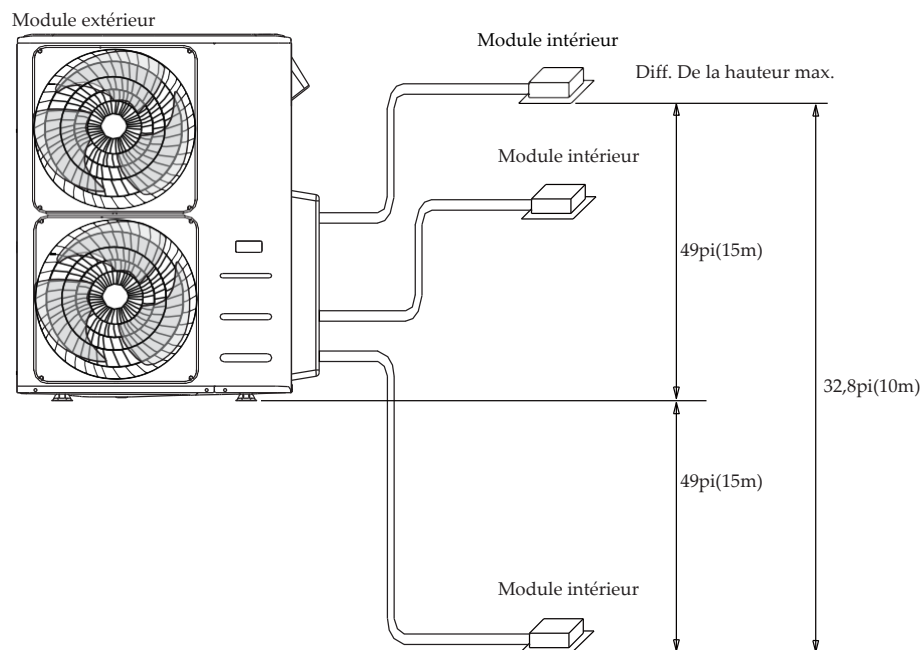 Module extérieur
Module intérieur
Diff. De la hauteur max.
Module intérieur
49pi(15m)
32,8pi(10m)
49pi(15m)
Module intérieur